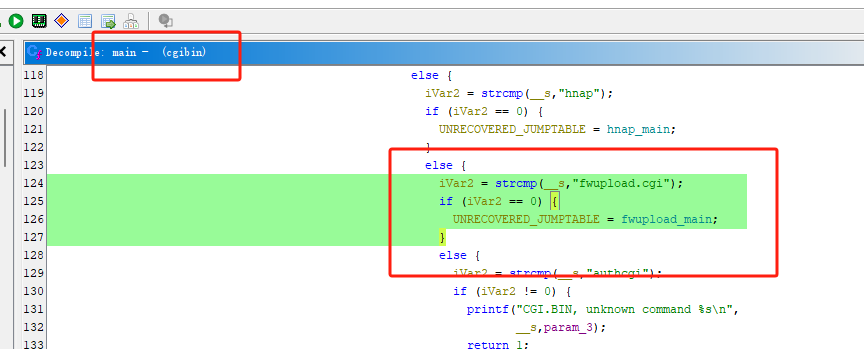 Decompile: main - (cgibin)
118 else {
119 iVar2 = strcmp(__s,"hnap");
120 if (iVar2 == 0) {
121 UNRECOVERED_JUMPTABLE = hnap_main;
122 }
123 else {
124 iVar2 = strcmp(__s,"fwupload.cgi");
125 if (iVar2 == 0) {
126 UNRECOVERED_JUMPTABLE = fwupload_main;
127 }
128 else {
129 iVar2 = strcmp(__s,"authcgi");
130 if (iVar2 != 0) {
131 printf("CGI.BIN, unknown command %s\n",
132 __s,param_3);
133 return 1;